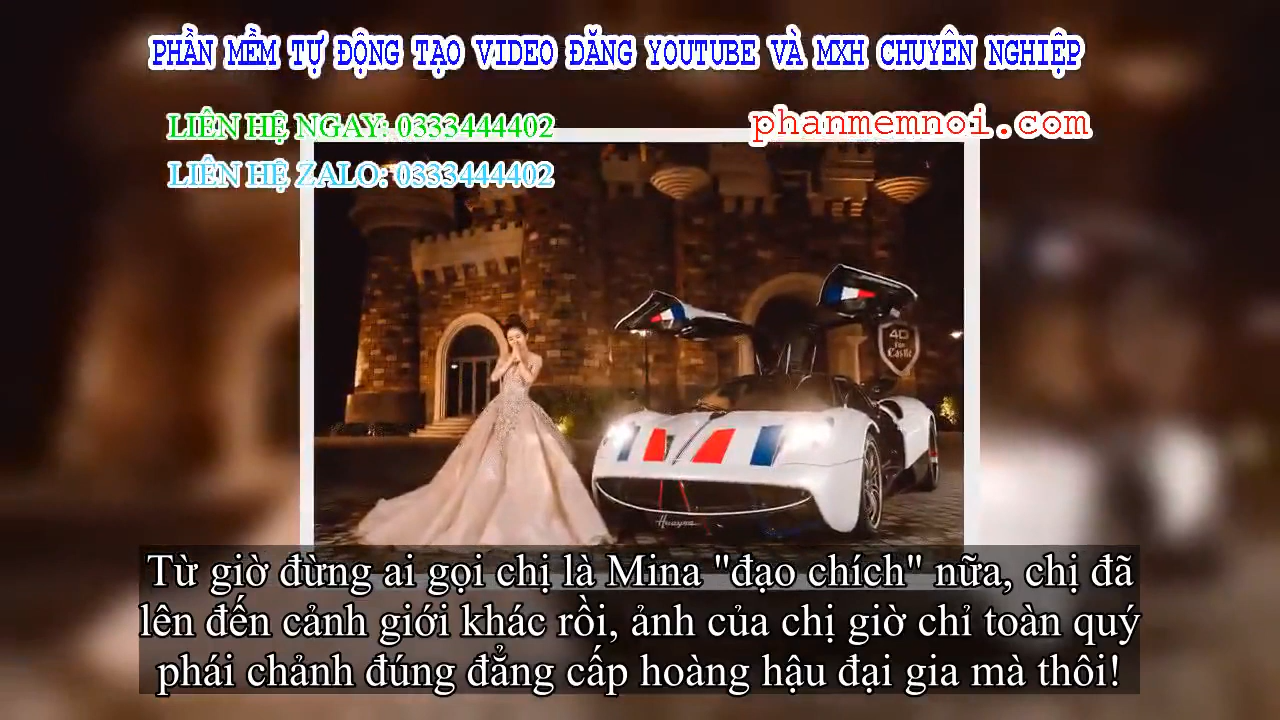 PHẦN MỀM TỰ ĐỘNG TẠO VIDEO ĐĂNG YOUTUBE VÀ MXH CHUYÊN NGHIỆP
LIÊN HỆ NGAY: 0333444402
phanmemnoi.com
LIÊN HỆ ZALO: 0333444402
4D
Castle
Huayra
Từ giờ đừng ai gọi chị là Mina "đạo chích" nữa, chị đã
lên đến cảnh giới khác rồi, ảnh của chị giờ chỉ toàn quý
phái chảnh đúng đẳng cấp hoàng hậu đại gia mà thôi!